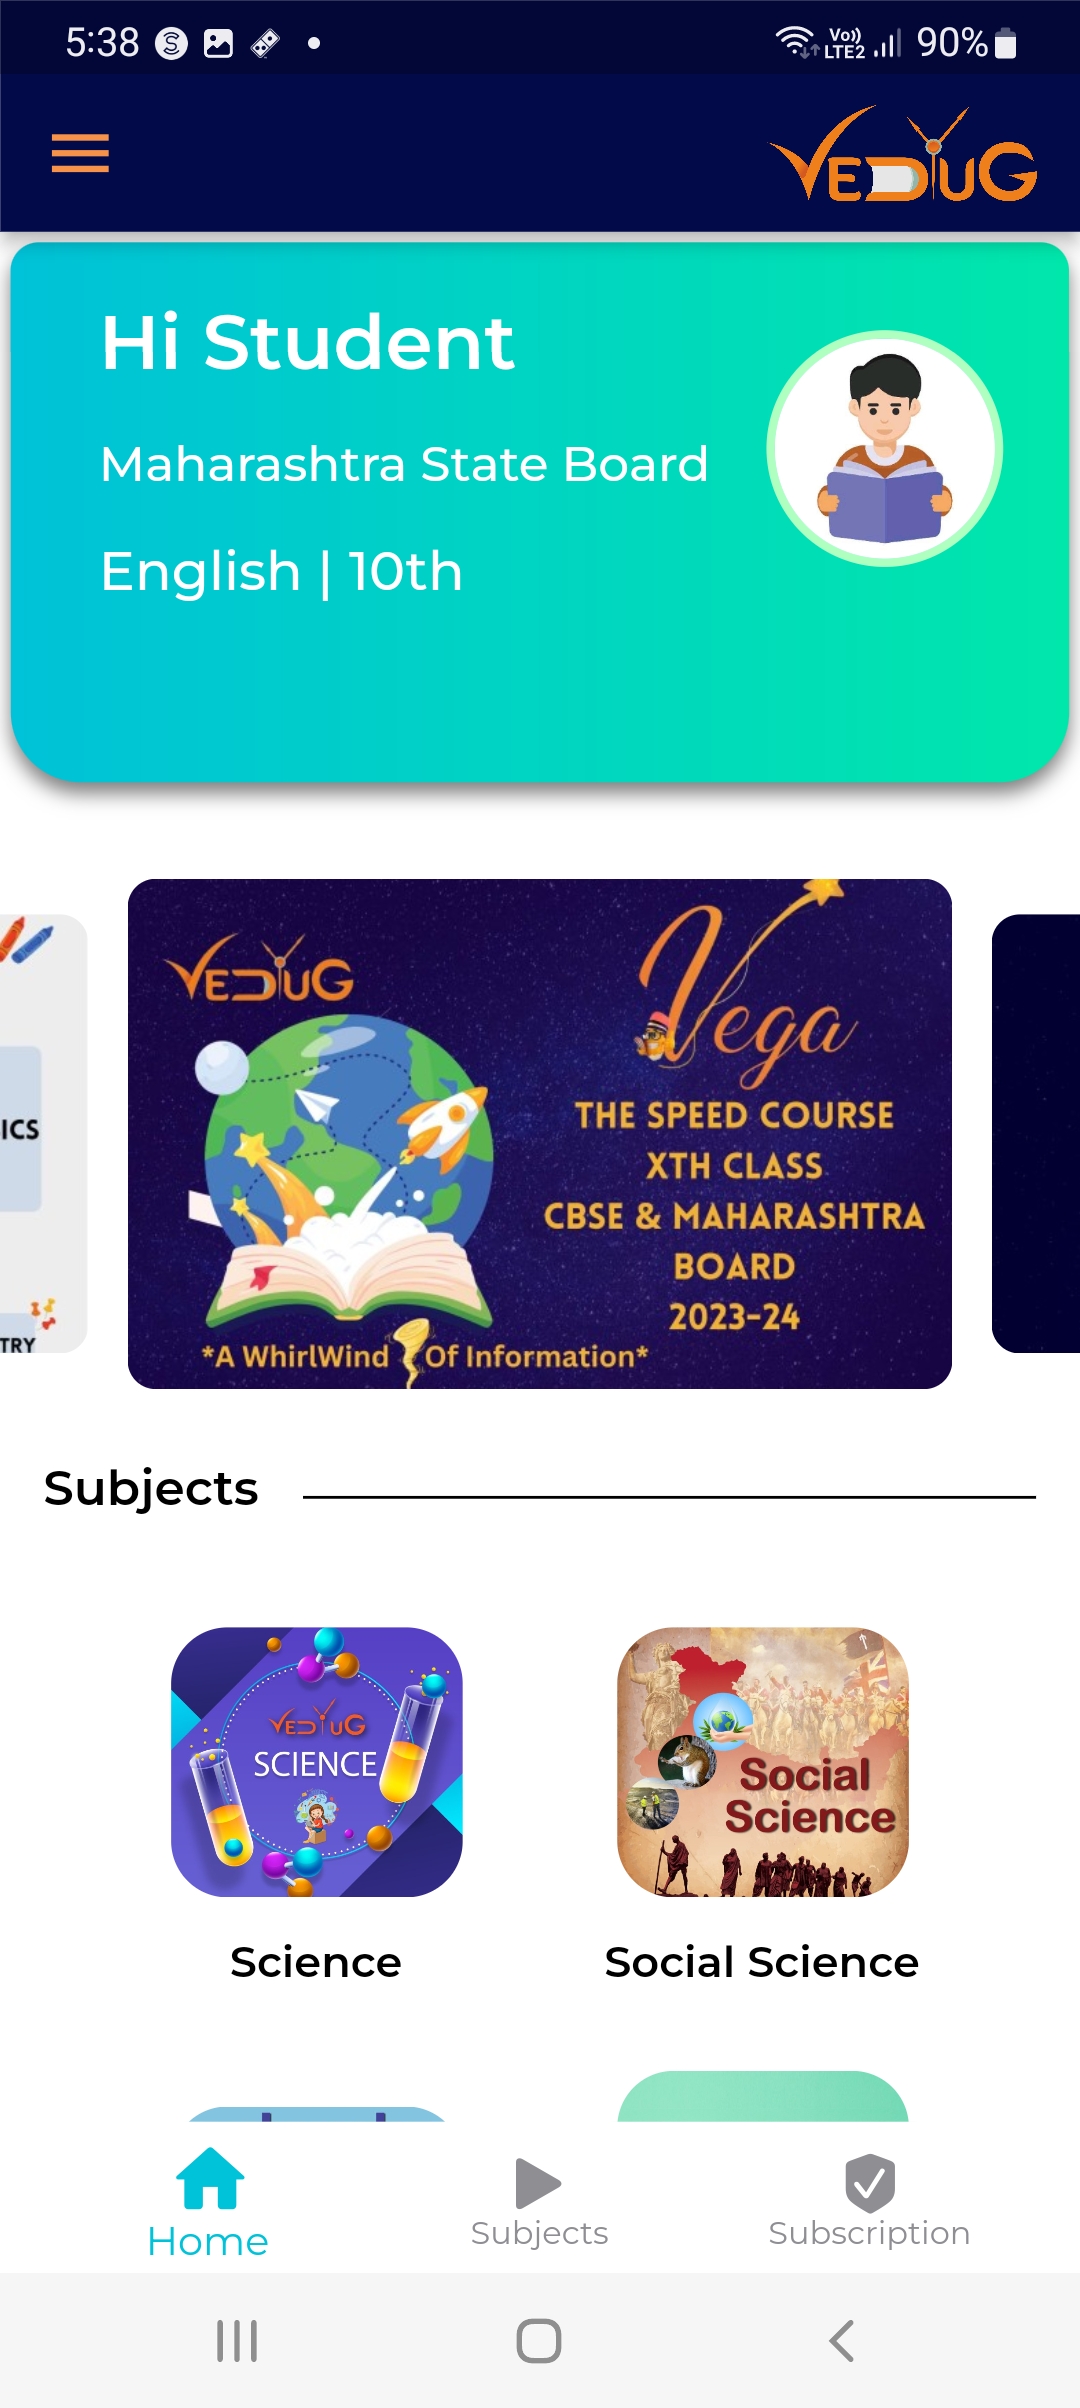 5:38
Vo))
LTE2
90%
VEDYUG
Hi Student
Maharashtra State Board
English | 10th
VEDYUG
Vega
THE SPEED COURSE
XTH CLASS
CBSE & MAHARASHTRA
BOARD
2023-24
*A WhirlWind Of Information*
ICS
TRY
Subjects
VEDYUG
SCIENCE
Social
Science
Science
Social Science
Home
Subjects
Subscription